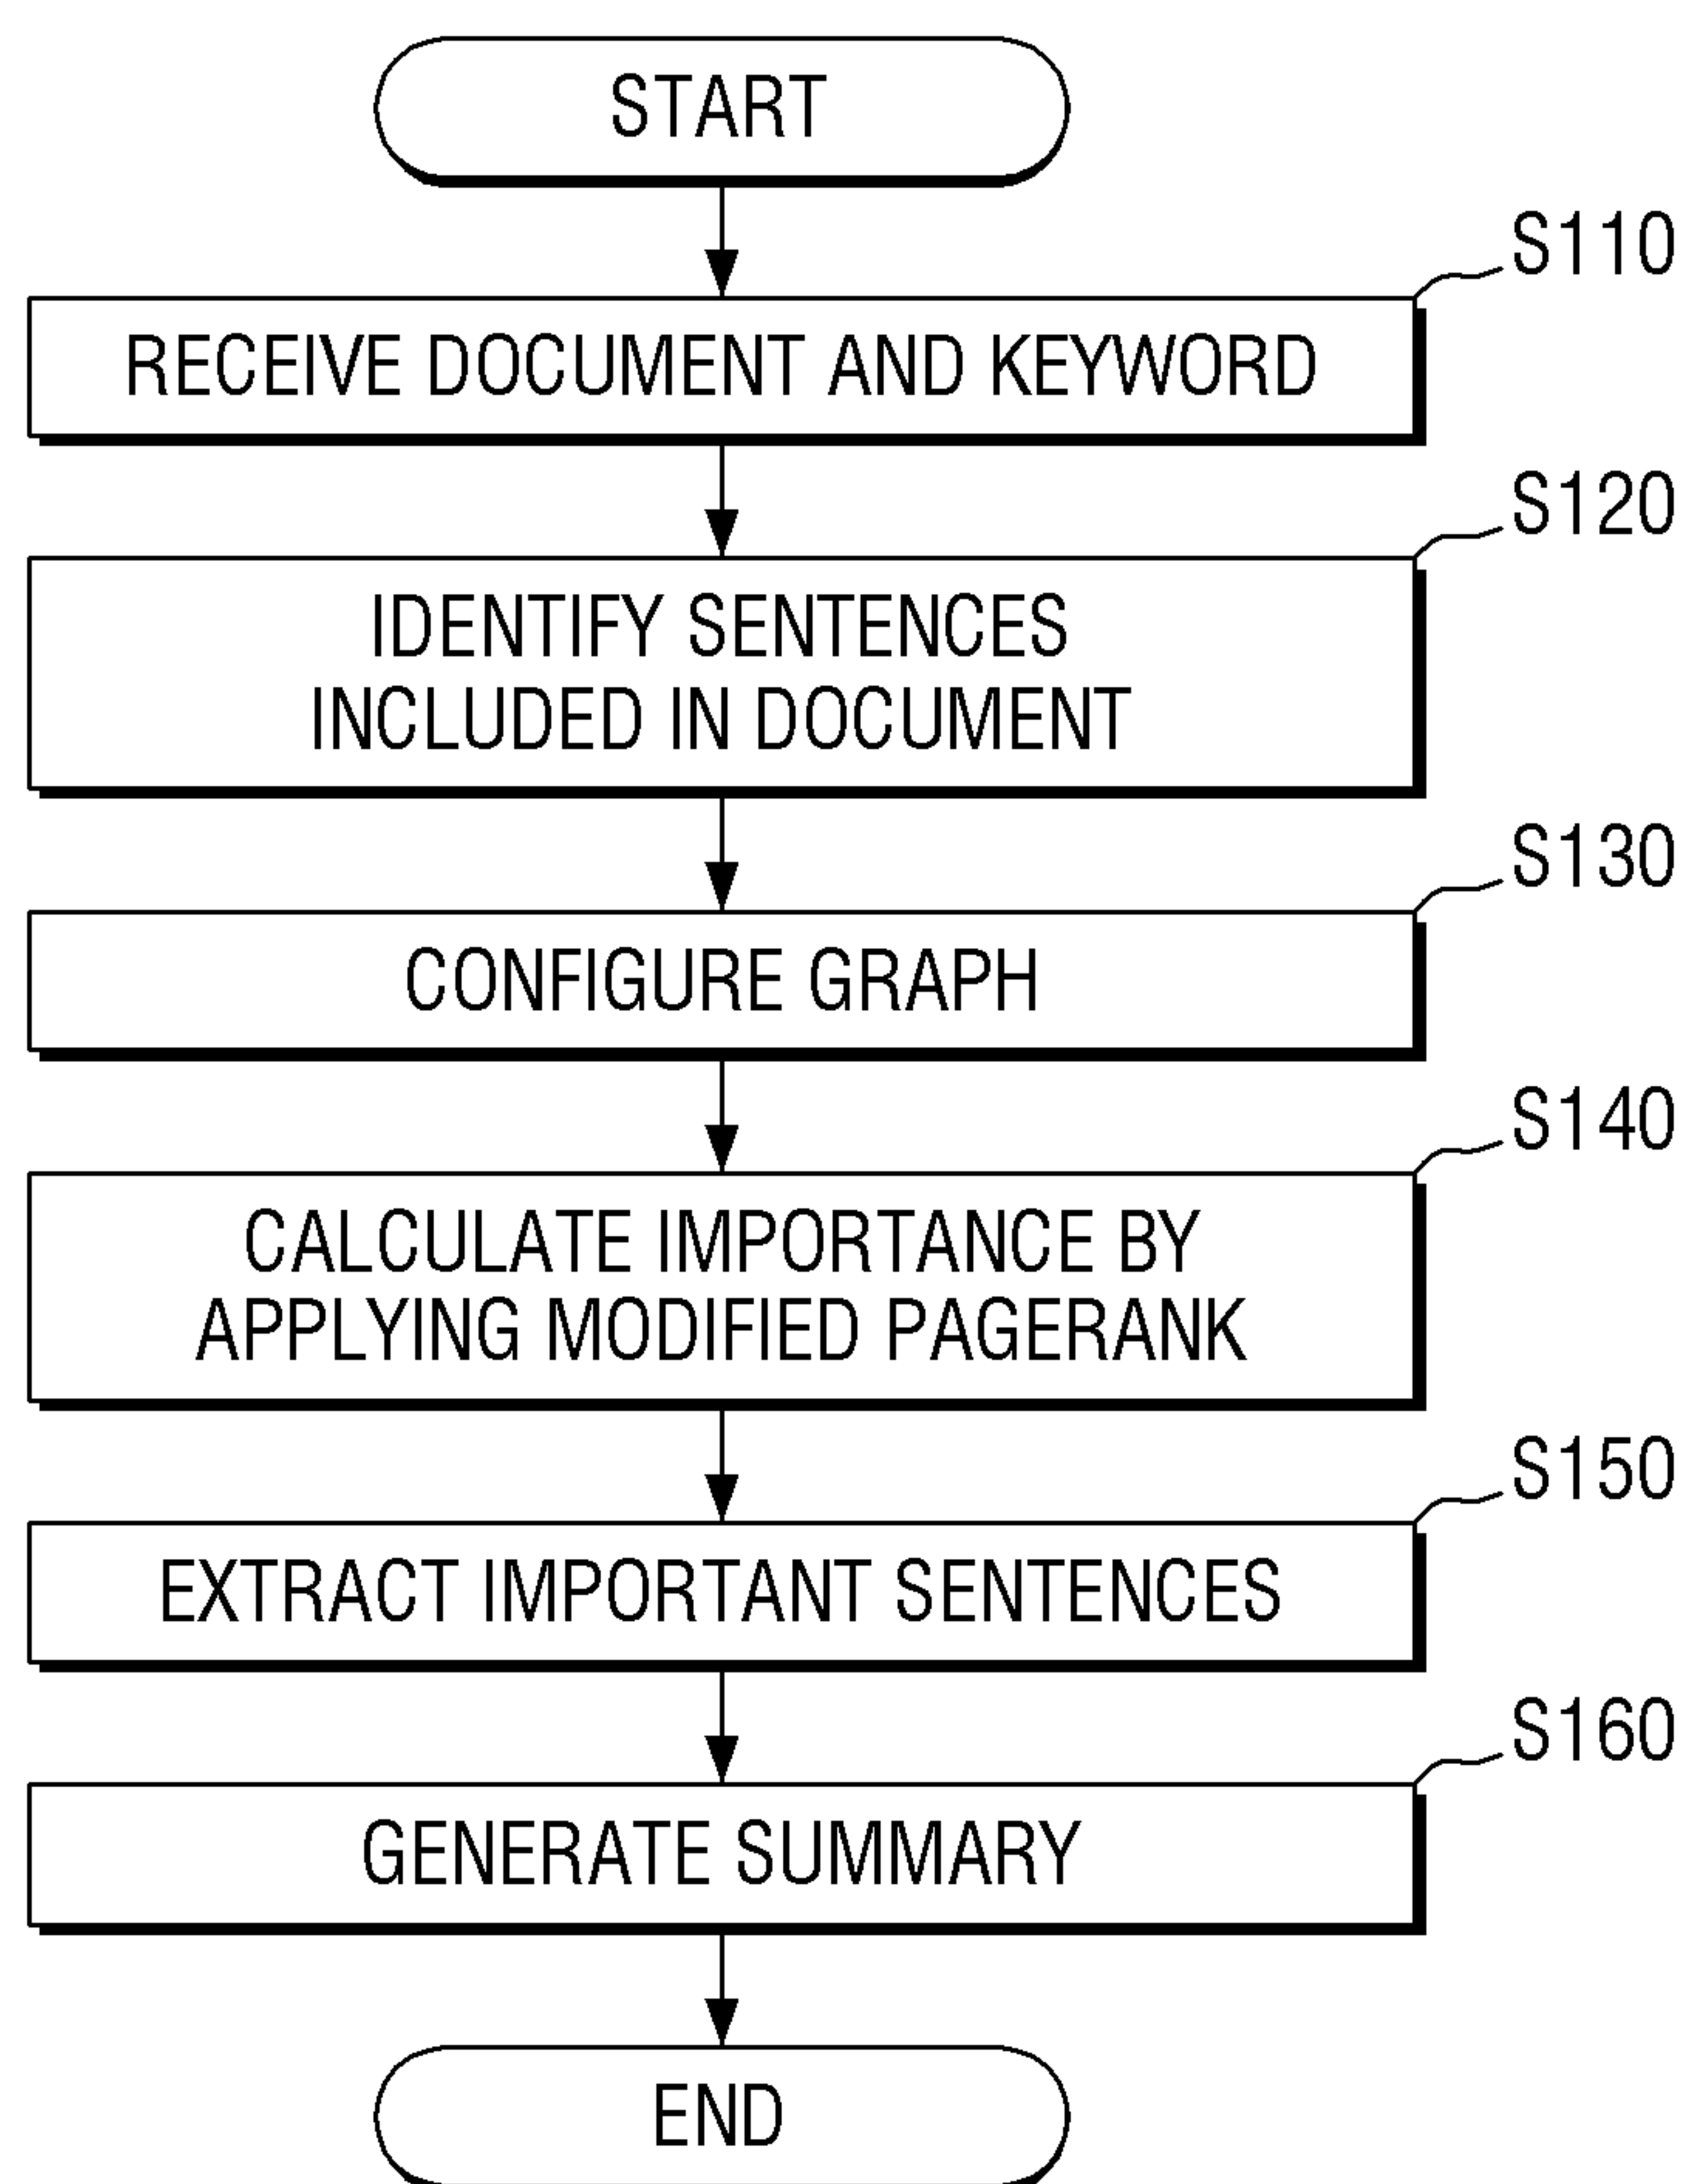 START
S110
RECEIVE DOCUMENT AND KEYWORD
S120
IDENTIFY SENTENCES
INCLUDED IN DOCUMENT
S130
CONFIGURE GRAPH
S140
CALCULATE IMPORTANCE BY
APPLYING MODIFIED PAGERANK
S150
EXTRACT IMPORTANT SENTENCES
S160
GENERATE SUMMARY
END